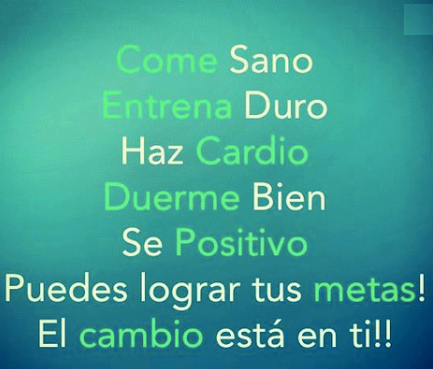 Come Sano
Entrena Duro
Haz Cardio
Duerme Bien
Se Positivo
Puedes lograr tus metas!
El cambio está en ti!!